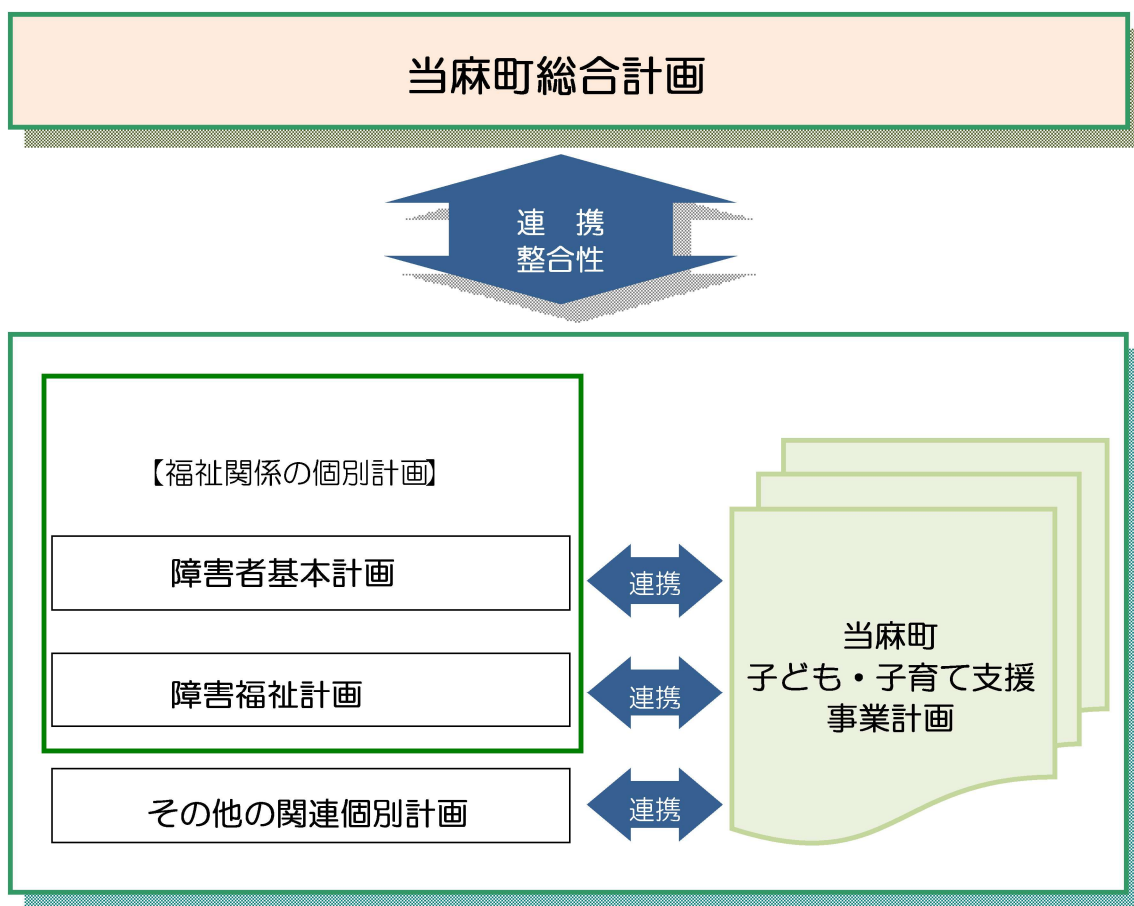 当麻町総合計画
連　携
整合性
【福祉関係の個別計画】
障害者基本計画
連携
障害福祉計画
連携
その他の関連個別計画
連携
当麻町
子ども・子育て支援
事業計画